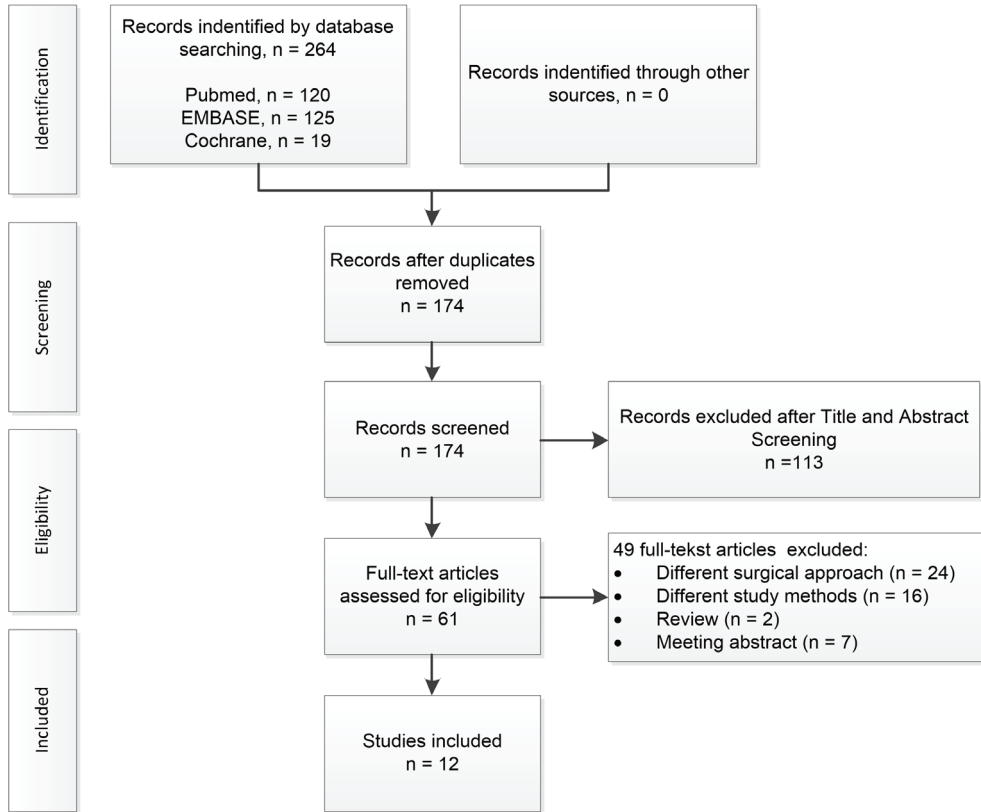 Identification
Records indentified by database
searching, n = 264
Pubmed, n = 120
EMBASE, n = 125
Cochrane, n = 19
Records indentified through other
sources, n = 0
Screening
Records after duplicates
removed
n = 174
Records screened
n = 174
Records excluded after Title and Abstract
Screening
n =113
Eligibility
Full-text articles
assessed for eligibility
n = 61
49 full-tekst articles excluded:
• Different surgical approach (n = 24)
• Different study methods (n = 16)
• Review (n = 2)
• Meeting abstract (n = 7)
Included
Studies included
n = 12